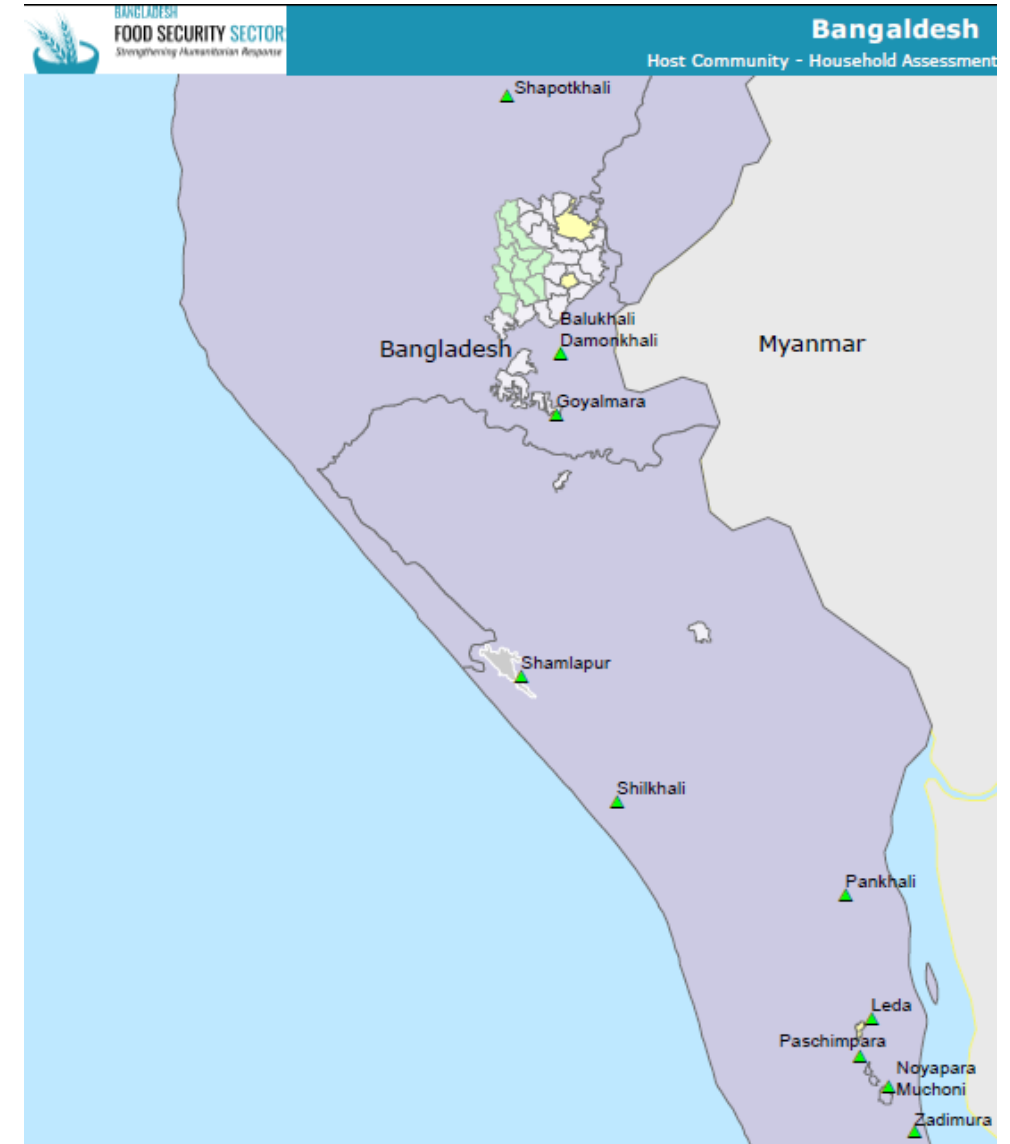 BANGLADESH
FOOD SECURITY SECTOR
Strengthening Humanitarian Response
Bangaldesh
Host Community - Household Assessment
Shapotkhali
Balukhali
Damonkhali
Bangladesh
Myanmar
Goyalmara
Shamlapur
Shilkhali
Pankhali
Leda
Paschimpara
Noyapara
Muchoni
Zadimura